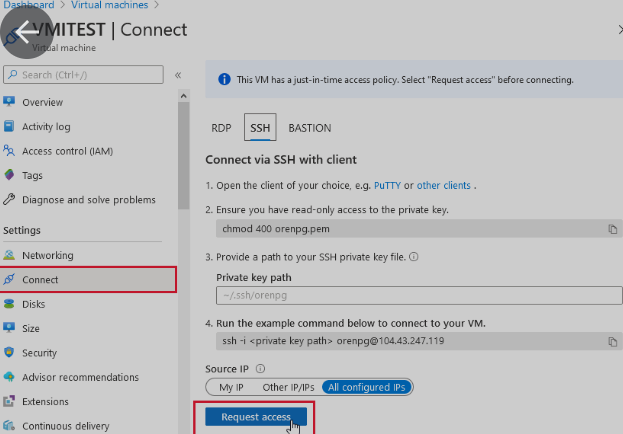 Dashboard > Virtual machines >
VMITEST | Connect
Virtual machine
Search (Ctrl+/)
«
Overview
Activity log
Access control (IAM)
Tags
Diagnose and solve problems
Settings
Networking
Connect
Disks
Size
Security
Advisor recommendations
Extensions
Continuous delivery
This VM has a just-in-time access policy. Select "Request access" before connecting.
RDP SSH BASTION
Connect via SSH with client
1. Open the client of your choice, e.g. PuTTY or other clients .
2. Ensure you have read-only access to the private key.
chmod 400 orenpg.pem
3. Provide a path to your SSH private key file.
Private key path
~/.ssh/orenpg
4. Run the example command below to connect to your VM.
ssh -i <private key path> orenpg@104.43.247.119
Source IP
My IP Other IP/IPs All configured IPs
Request access